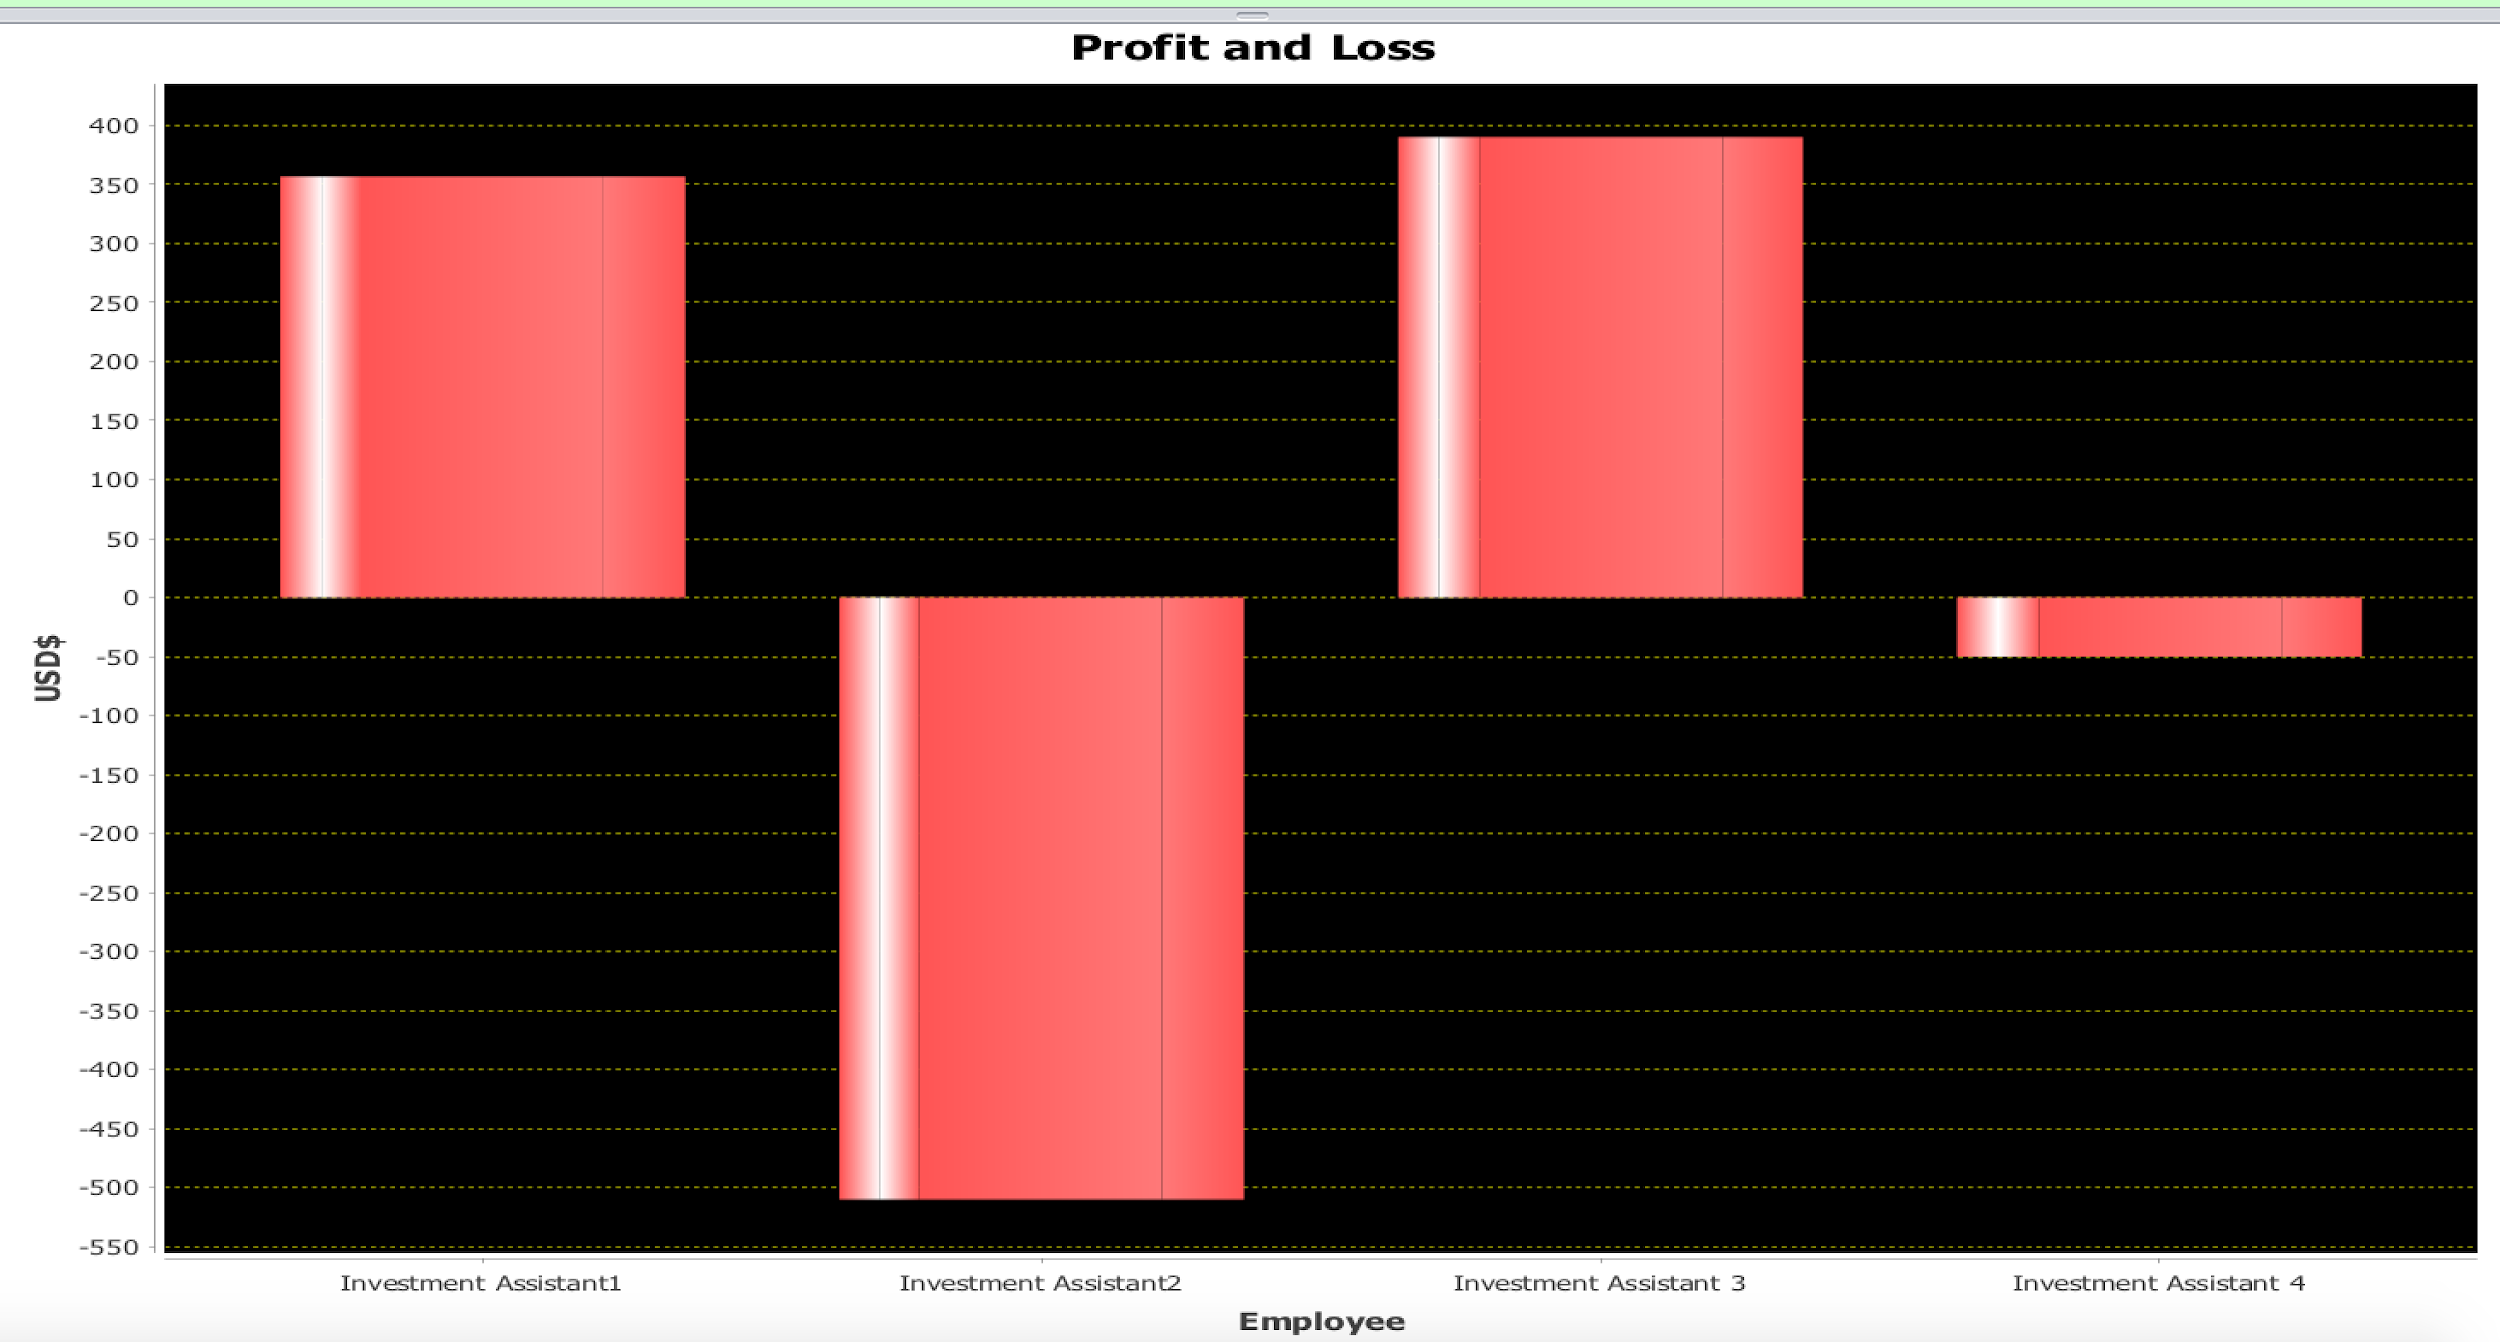 Profit and Loss
400
350
300
250
200
150
100
50
0
-50
-100
-150
-200
-250
-300
-350
-400
-450
-500
-550
USD$
Investment Assistant1
Investment Assistant2
Investment Assistant 3
Investment Assistant 4
Employee